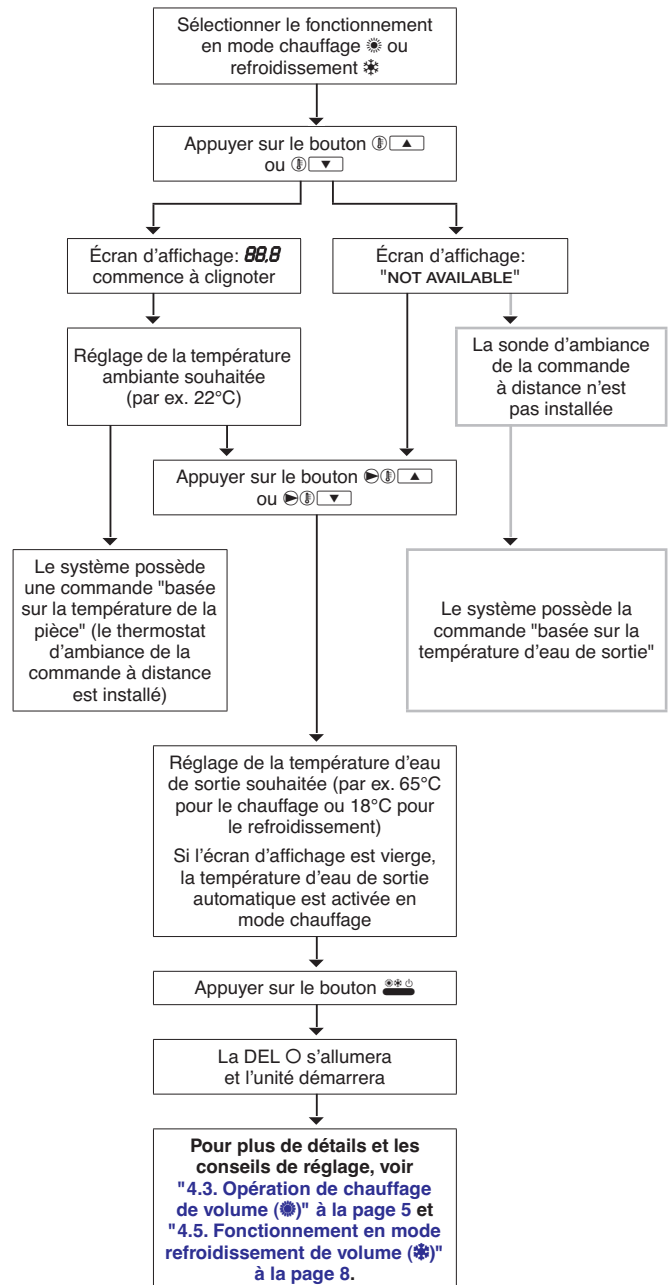 Sélectionner le fonctionnement
en mode chauffage ☀ ou
refroidissement ❄
Appuyer sur le bouton 🌡▲
ou 🌡▼
Écran d'affichage: 88,8
commence à clignoter
Écran d'affichage:
"NOT AVAILABLE"
Réglage de la température
ambiante souhaitée
(par ex. 22°C)
La sonde d'ambiance
de la commande
à distance n'est
pas installée
Appuyer sur le bouton 🌡▲
ou 🌡▼
Le système possède
une commande "basée
sur la température de la
pièce" (le thermostat
d'ambiance de la
commande à distance
est installé)
Le système possède la
commande "basée sur la
température d'eau de sortie"
Réglage de la température d'eau
de sortie souhaitée (par ex. 65°C
pour le chauffage ou 18°C pour
le refroidissement)
Si l'écran d'affichage est vierge,
la température d'eau de sortie
automatique est activée en
mode chauffage
Appuyer sur le bouton
La DEL ○ s'allumera
et l'unité démarrera
Pour plus de détails et les
conseils de réglage, voir
"4.3. Opération de chauffage
de volume (☀)" à la page 5 et
"4.5. Fonctionnement en mode
refroidissement de volume (❄)"
à la page 8.